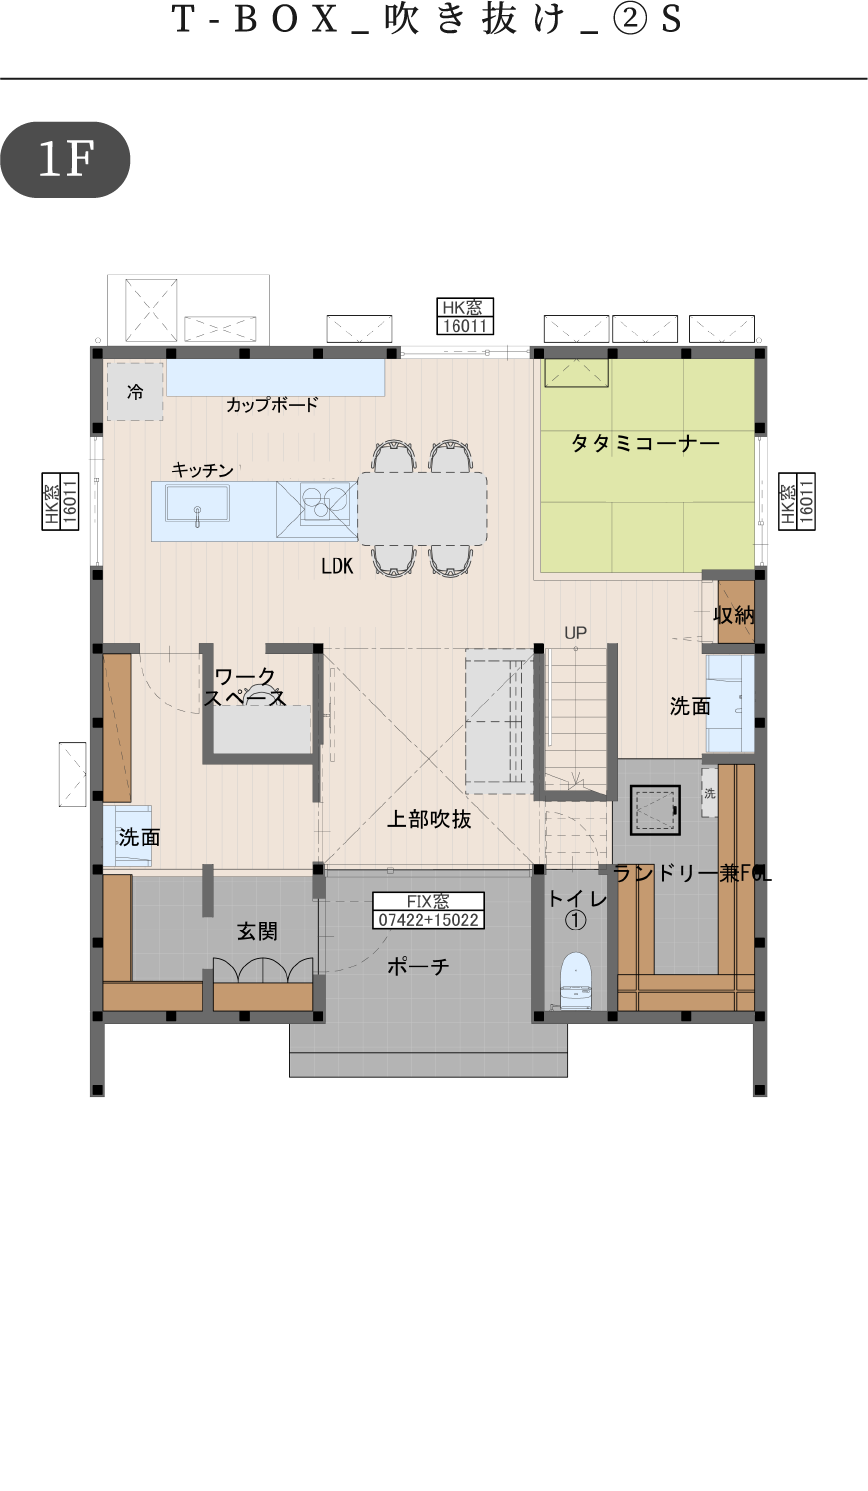 T-BOX_吹き抜け_②S
1F
HK窓
16011
冷
カップボード
タタミコーナー
キッチン
HK窓
16011
HK窓
16011
LDK
収納
UP
ワーク
スペース
洗面
洗
上部吹抜
洗面
ランドリー兼FCL
FIX窓
07422+15022
トイレ
①
玄関
ポーチ